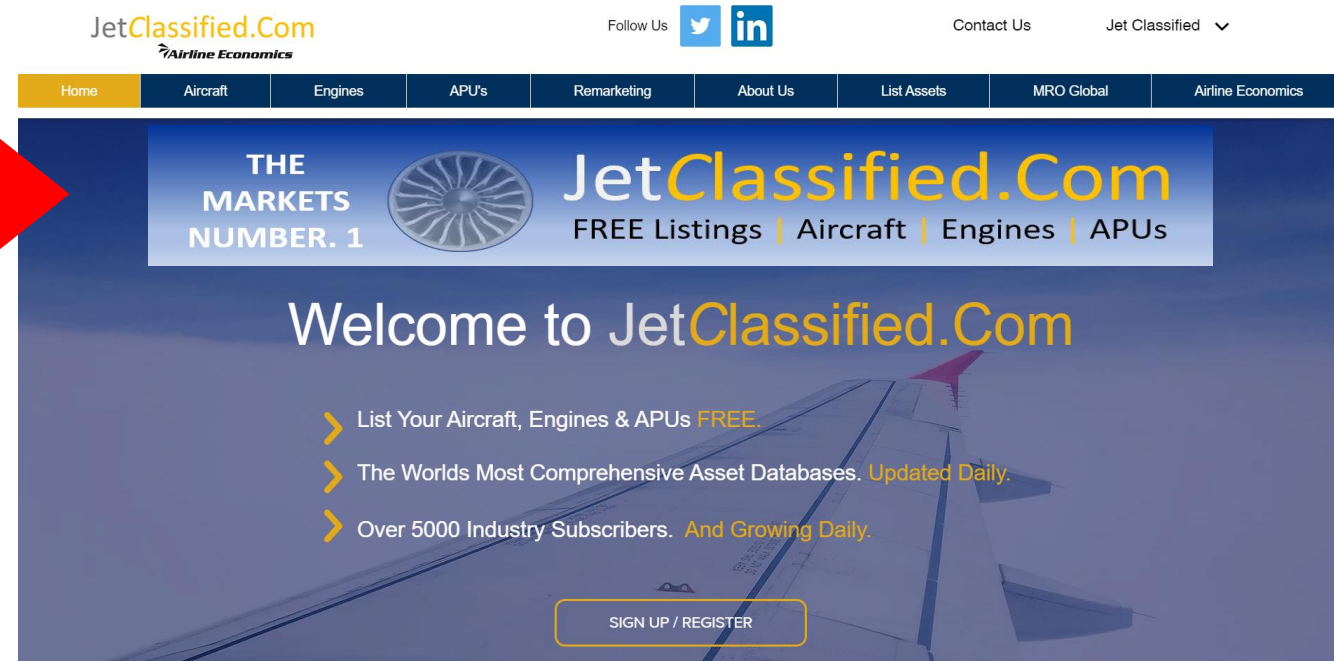 JetClassified.Com
Airline Economics
Follow Us
in
Contact Us
Jet Classified
Home
Aircraft
Engines
APU's
Remarketing
About Us
List Assets
MRO Global
Airline Economics
THE
MARKETS
NUMBER. 1
JetClassified.Com
FREE Listings | Aircraft | Engines | APUs
Welcome to JetClassified.Com
List Your Aircraft, Engines & APUs FREE.
The Worlds Most Comprehensive Asset Databases. Updated Daily.
Over 5000 Industry Subscribers. And Growing Daily.
SIGN UP / REGISTER